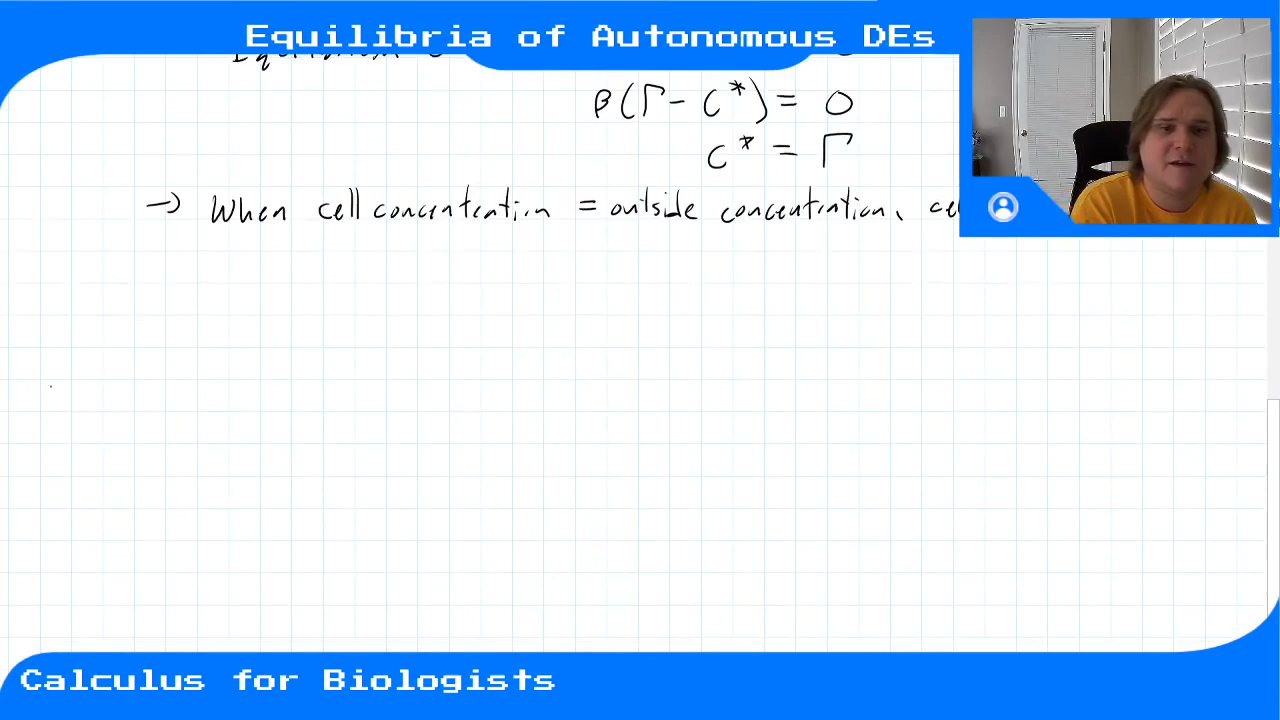 Equilibria of Autonomous DEs
β(Γ - C*) = 0
C* = Γ
→ When cell concentration = outside concentration,
Calculus for Biologists